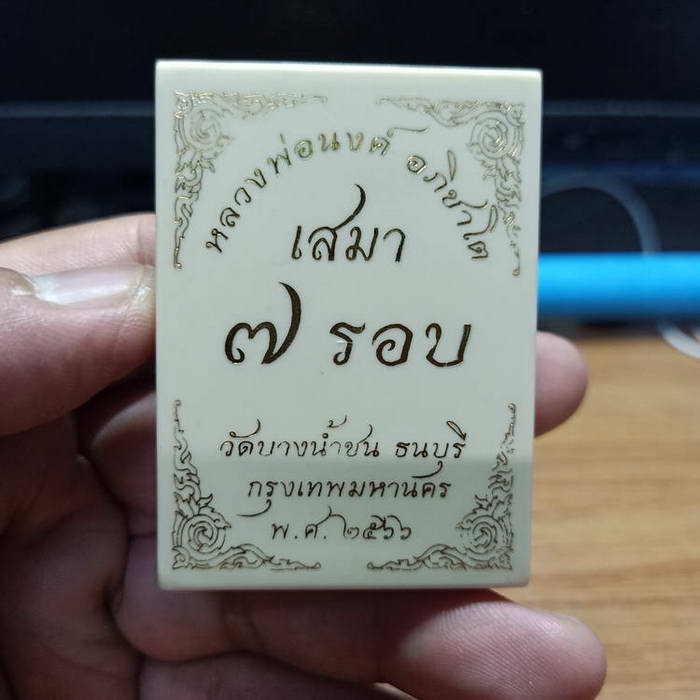 หลวงพ่อนงค์ อภิชาโต
เสมา
๗ รอบ
วัดบางน้ำชน ธนบุรี
กรุงเทพมหานคร
พ.ศ. ๒๕๖๖